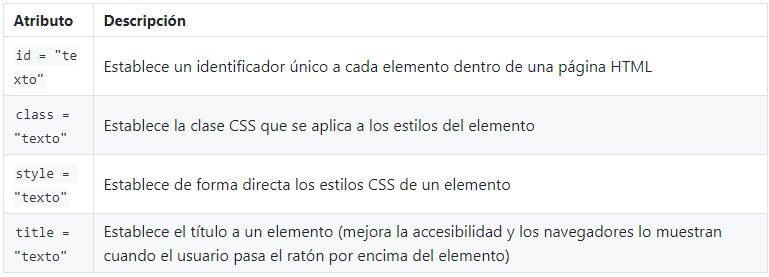 Atributo Descripción
id = "te
xto"
Establece un identificador único a cada elemento dentro de una página HTML
class =
"texto"
Establece la clase CSS que se aplica a los estilos del elemento
style =
"texto"
Establece de forma directa los estilos CSS de un elemento
title =
"texto"
Establece el título a un elemento (mejora la accesibilidad y los navegadores lo muestran
cuando el usuario pasa el ratón por encima del elemento)